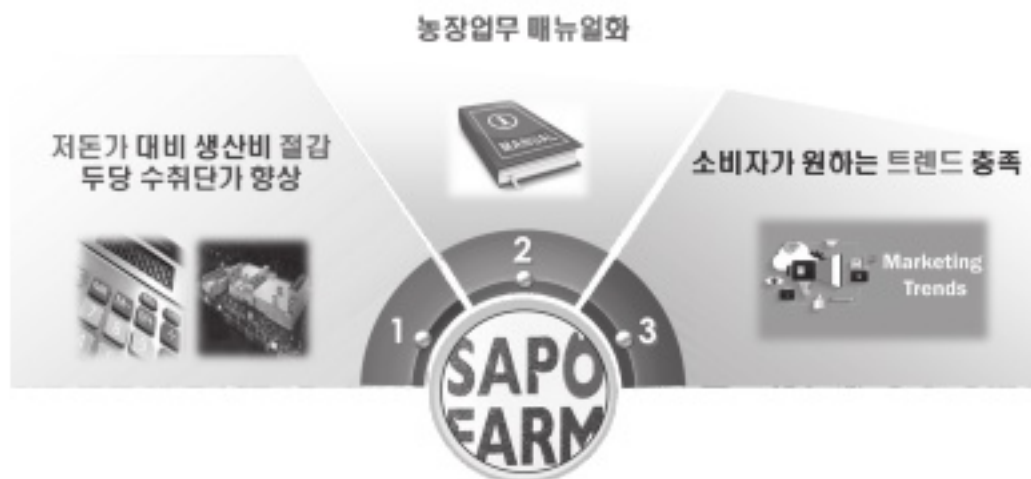 농장업무 매뉴얼화
저돈가 대비 생산비 절감
두당 수취단가 향상
MANUAL
소비자가 원하는 트렌드 충족
Marketing
Trends
1
2
3
SAPO
FARM